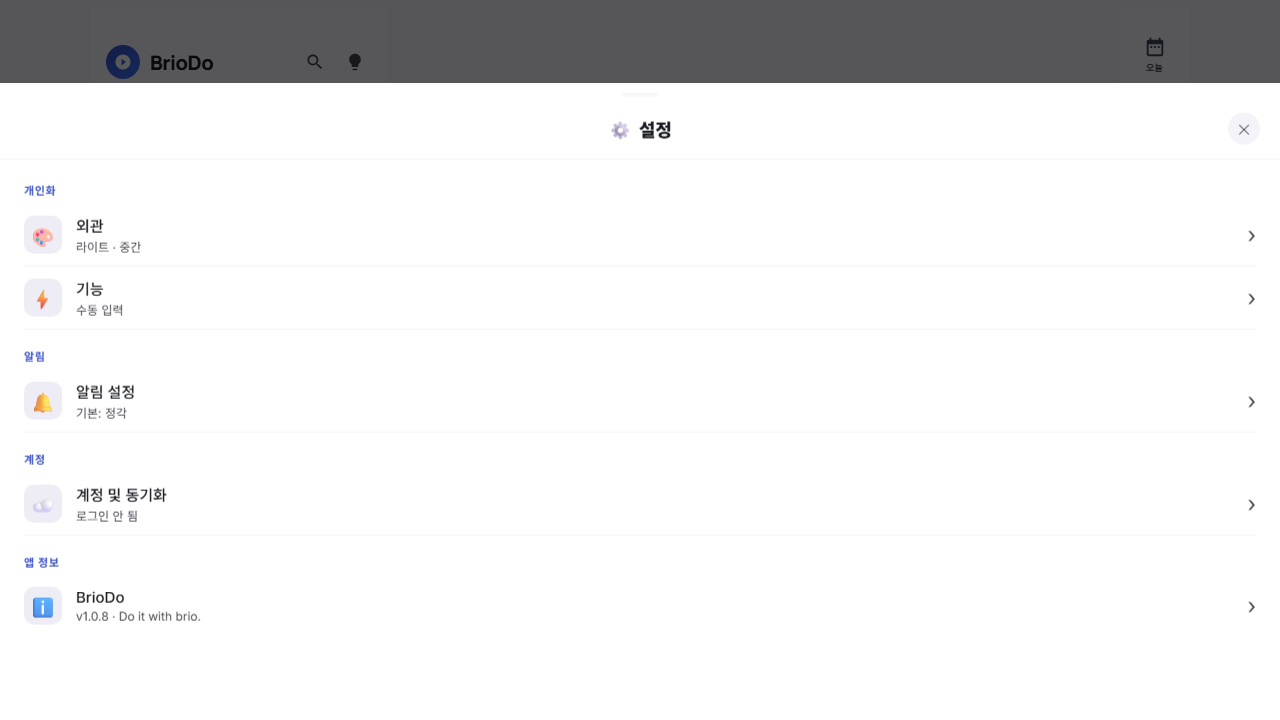 BrioDo
오늘
설정
개인화
외관
라이트 · 중간
기능
수동 입력
알림
알림 설정
기본: 정각
계정
계정 및 동기화
로그인 안 됨
앱 정보
BrioDo
v1.0.8 · Do it with brio.